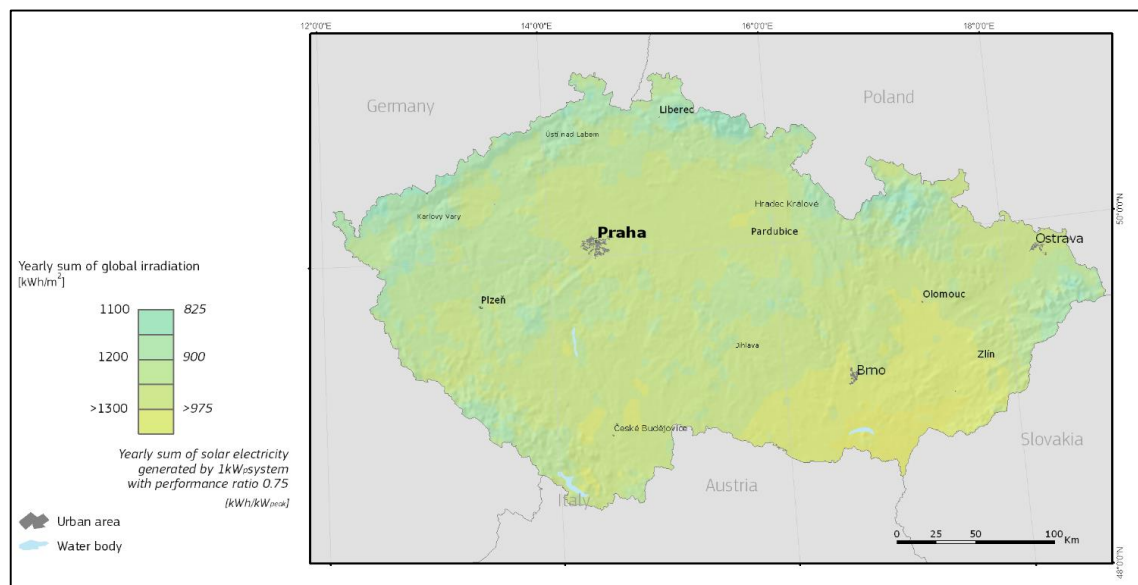 12°0'0"E
14°0'0"E
16°0'0"E
18°0'0"E
Germany
Poland
Liberec
Ústí nad Labem
Karlovy Vary
Hradec Králové
50°0'0"N
Praha
Pardubice
Ostrava
Plzeň
Olomouc
Jihlava
Zlín
Brno
České Budějovice
Slovakia
Austria
Italy
48°0'0"N
0 25 50 100
Km
Yearly sum of global irradiation
[kWh/m²]
1100 825
1200 900
>1300 >975
Yearly sum of solar electricity
generated by 1kWpsystem
with performance ratio 0.75
[kWh/kWpeak]
Urban area
Water body